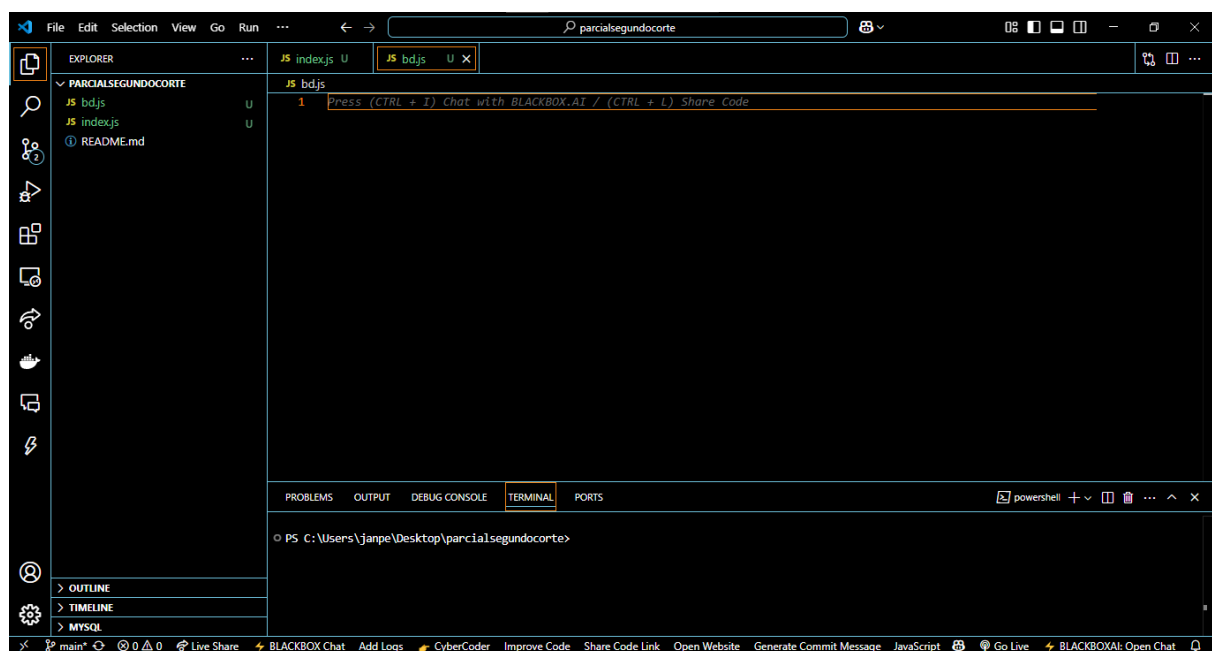 File Edit Selection View Go Run ··· ← → parcialsegundocorte
EXPLORER ···
JS index.js U JS bd.js U ×
PARCIALSEGUNDOCORTE
JS bd.js U
JS index.js U
README.md
JS bd.js
1 Press (CTRL + I) Chat with BLACKBOX.AI / (CTRL + L) Share Code
2
PROBLEMS OUTPUT DEBUG CONSOLE TERMINAL PORTS powershell
PS C:\Users\janpe\Desktop\parcialsegundocorte>
> OUTLINE
> TIMELINE
> MYSQL
main* 0 0 Live Share BLACKBOX Chat Add Logs CyberCoder Improve Code Share Code Link Open Website Generate Commit Message JavaScript Go Live BLACKBOXAI: Open Chat